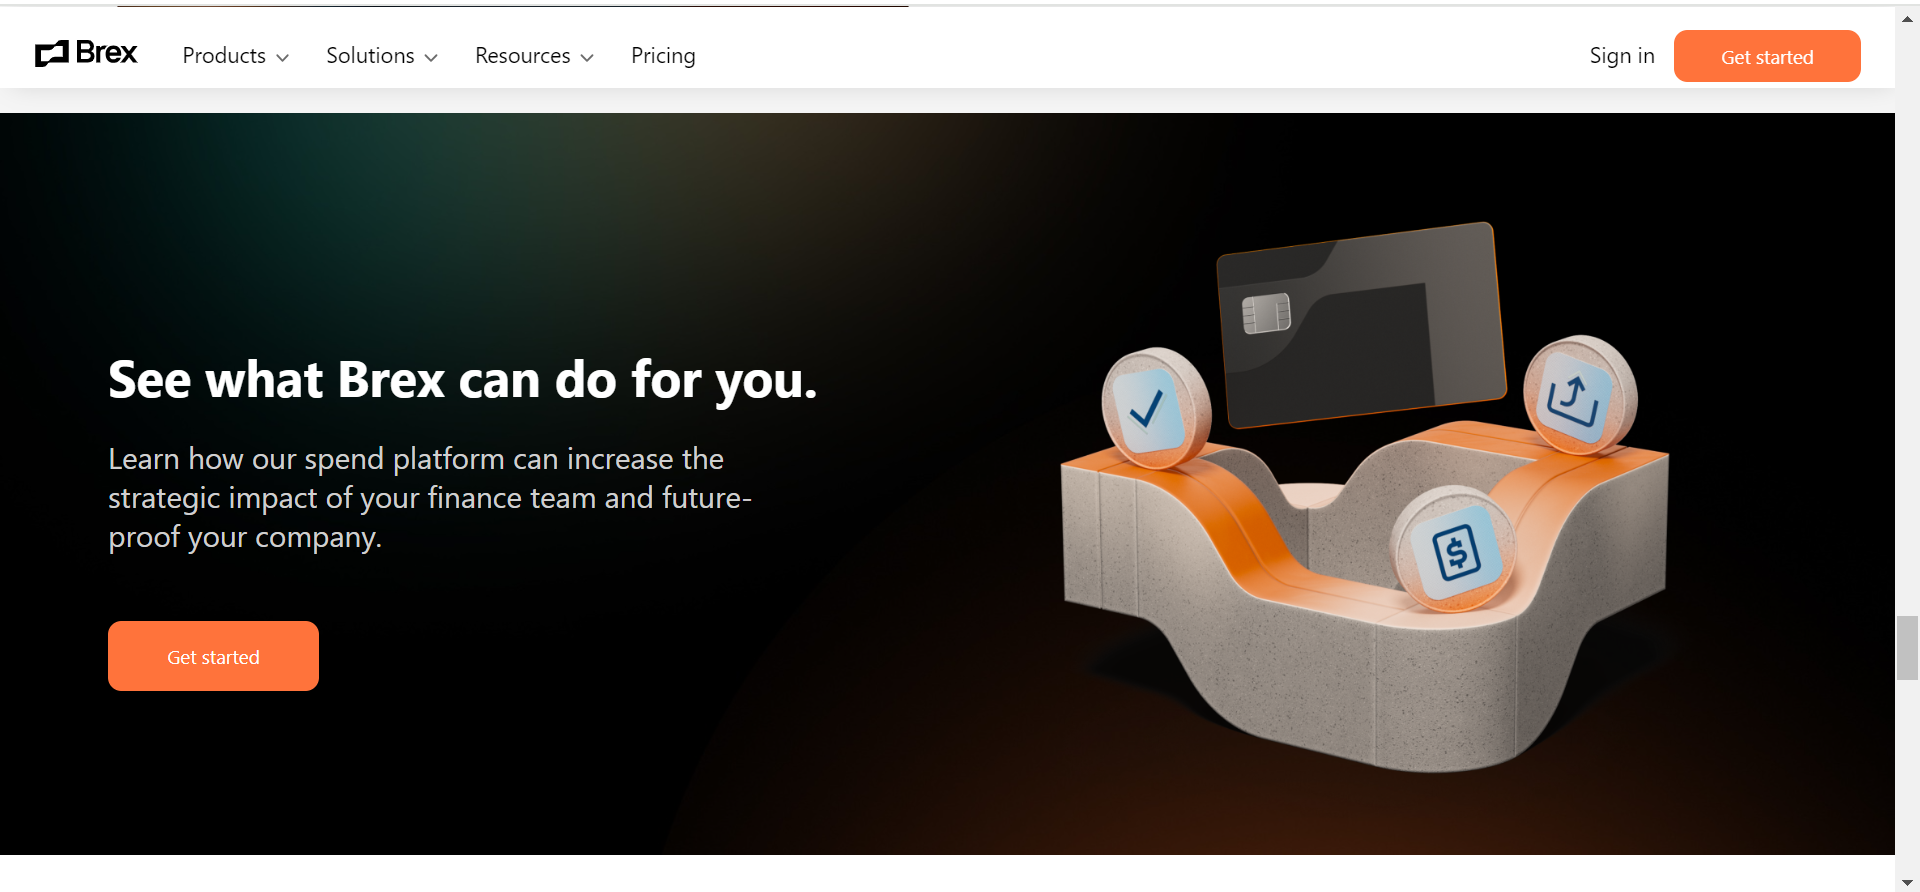 Brex Products Solutions Resources Pricing Sign in Get started
See what Brex can do for you.
Learn how our spend platform can increase the
strategic impact of your finance team and future-
proof your company.
$
Get started